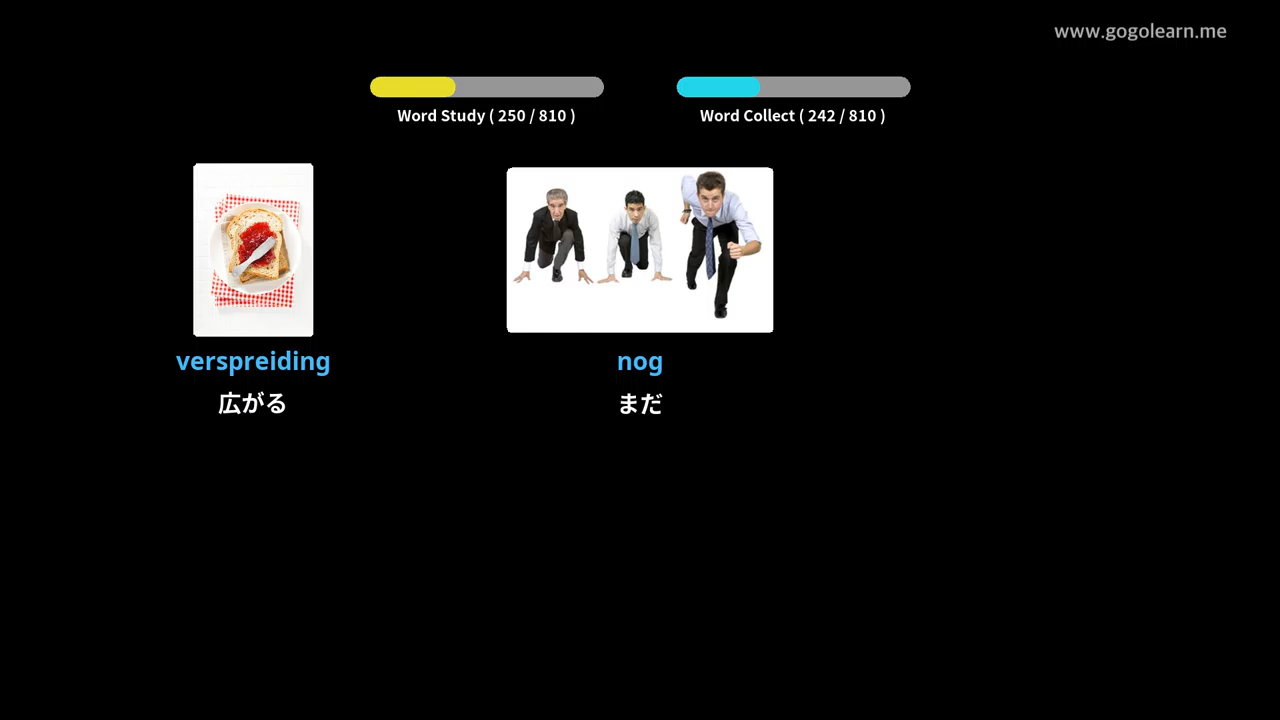 www.gogolearn.me
Word Study ( 250 / 810 )
Word Collect ( 242 / 810 )
verspreiding
広がる
nog
まだ